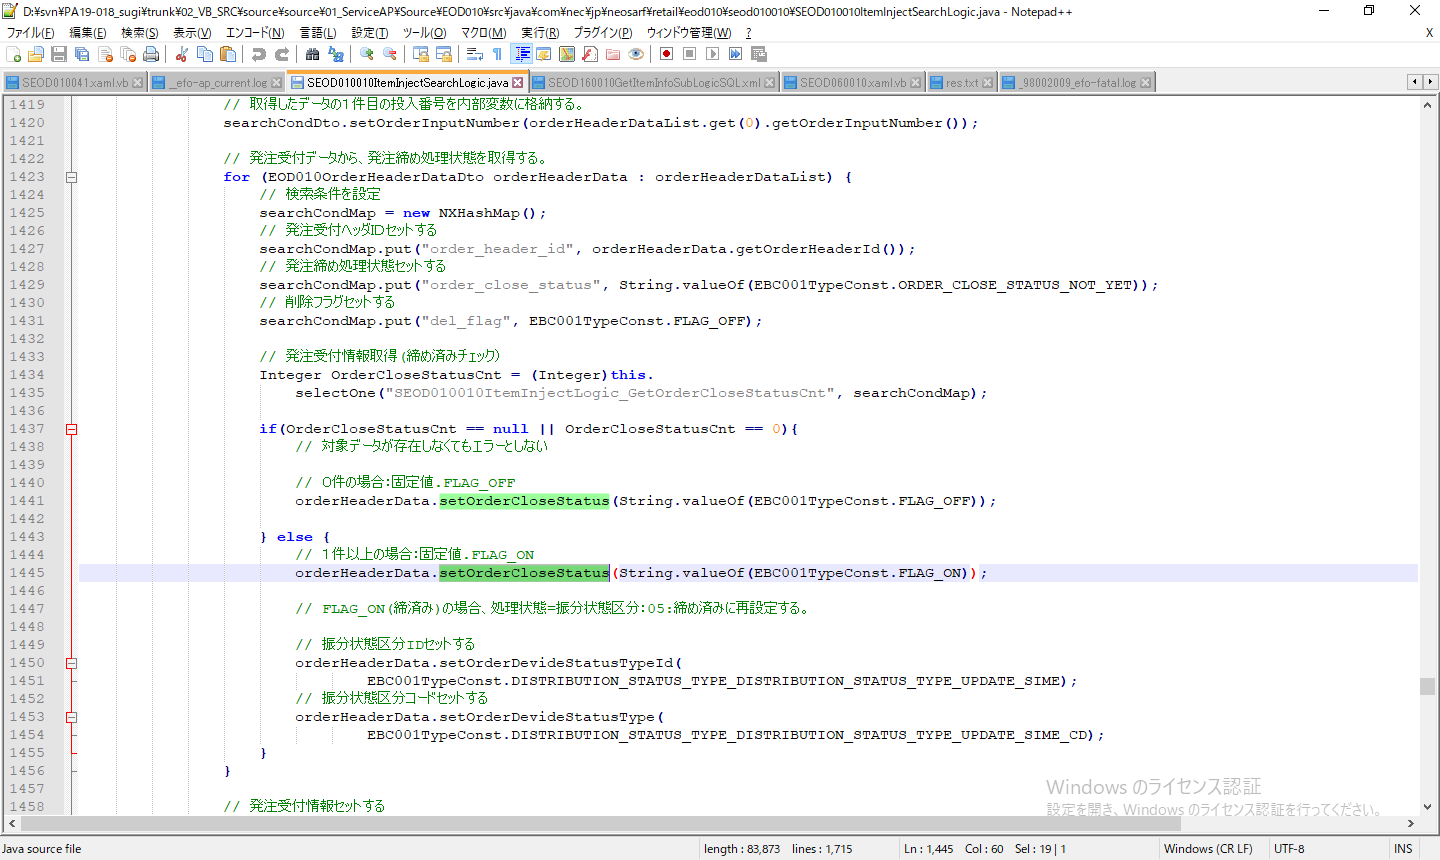 D:¥svn¥PA19-018_sugi¥trunk¥02_VB_SRC¥source¥source¥01_ServiceAP¥Source¥EOD010¥src¥java¥com¥nec¥jp¥neosarf¥retail¥eod010¥seod010010¥SEOD010010ItemInjectSearchLogic.java - Notepad++
ファイル(F) 編集(E) 検索(S) 表示(V) エンコード(N) 言語(L) 設定(T) ツール(O) マクロ(M) 実行(R) プラグイン(P) ウィンドウ管理(W) ? X
SEOD010041.xaml.vb _efo-ap_current.log SEOD010010ItemInjectSearchLogic.java SEOD160010GetItemInfoSubLogicSQL.xml SEOD060010.xaml.vb res.txt _98002009_efo-fatal.log
1419 // 取得したデータの1件目の投入番号を内部変数に格納する。
1420 searchCondDto.setOrderInputNumber(orderHeaderDataList.get(0).getOrderInputNumber());
1421
1422 // 発注受付データから、発注締め処理状態を取得する。
1423 for (EOD010OrderHeaderDataDto orderHeaderData : orderHeaderDataList) {
1424 // 検索条件を設定
1425 searchCondMap = new NXHashMap();
1426 // 発注受付ヘッダIDセットする
1427 searchCondMap.put("order_header_id", orderHeaderData.getOrderHeaderId());
1428 // 発注締め処理状態セットする
1429 searchCondMap.put("order_close_status", String.valueOf(EBC001TypeConst.ORDER_CLOSE_STATUS_NOT_YET));
1430 // 削除フラグセットする
1431 searchCondMap.put("del_flag", EBC001TypeConst.FLAG_OFF);
1432
1433 // 発注受付情報取得(締め済みチェック)
1434 Integer OrderCloseStatusCnt = (Integer)this.
1435 selectOne("SEOD010010ItemInjectLogic_GetOrderCloseStatusCnt", searchCondMap);
1436
1437 if(OrderCloseStatusCnt == null || OrderCloseStatusCnt == 0){
1438 // 対象データが存在しなくてもエラーとしない
1439
1440 // 0件の場合:固定値.FLAG_OFF
1441 orderHeaderData.setOrderCloseStatus(String.valueOf(EBC001TypeConst.FLAG_OFF));
1442
1443 } else {
1444 // 1件以上の場合:固定値.FLAG_ON
1445 orderHeaderData.setOrderCloseStatus(String.valueOf(EBC001TypeConst.FLAG_ON));
1446
1447 // FLAG_ON(締済み)の場合、処理状態=振分状態区分:05:締め済みに再設定する。
1448
1449 // 振分状態区分IDセットする
1450 orderHeaderData.setOrderDevideStatusTypeId(
1451 EBC001TypeConst.DISTRIBUTION_STATUS_TYPE_DISTRIBUTION_STATUS_TYPE_UPDATE_SIME);
1452 // 振分状態区分コードセットする
1453 orderHeaderData.setOrderDevideStatusType(
1454 EBC001TypeConst.DISTRIBUTION_STATUS_TYPE_DISTRIBUTION_STATUS_TYPE_UPDATE_SIME_CD);
1455 }
1456 }
1457
1458 // 発注受付情報セットする
Windows のライセンス認証
設定を開き、Windows のライセンス認証を行ってください。
Java source file length : 83,873 lines : 1,715 Ln : 1,445 Col : 60 Sel : 19 | 1 Windows (CR LF) UTF-8 INS